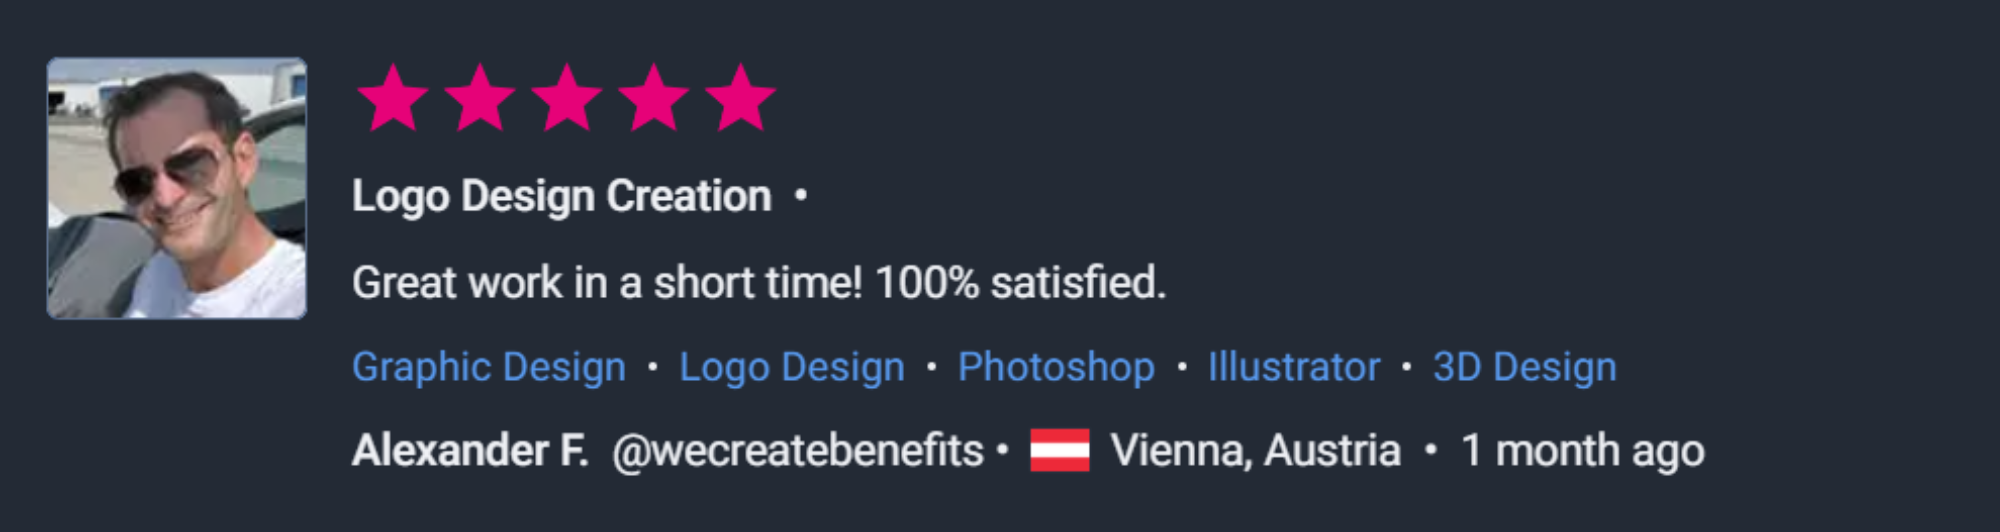 Logo Design Creation •
Great work in a short time! 100% satisfied.
Graphic Design • Logo Design • Photoshop • Illustrator • 3D Design
Alexander F. @wecreatebenefits • Vienna, Austria • 1 month ago